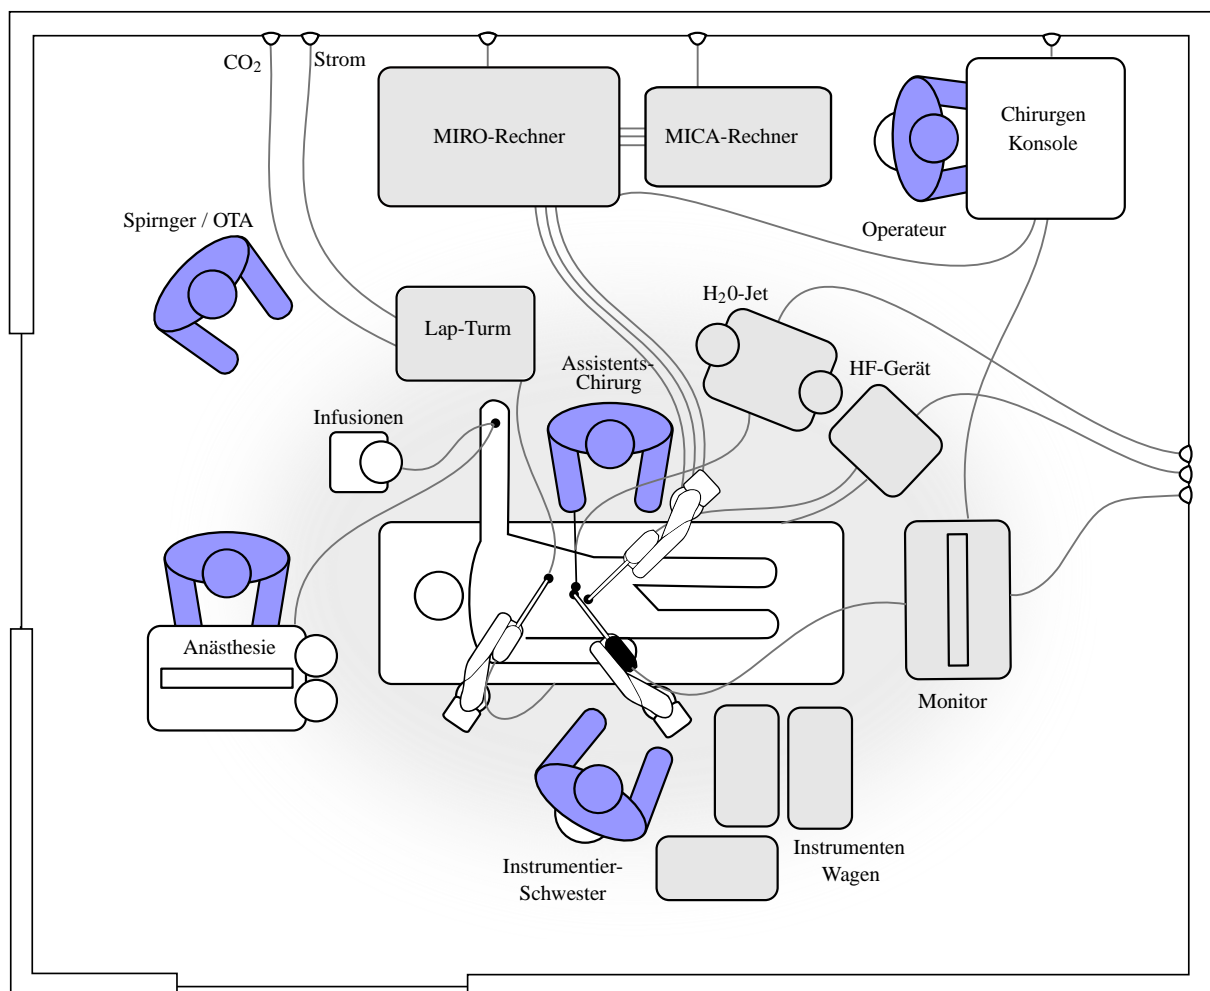 CO₂
Strom
MIRO-Rechner
MICA-Rechner
Chirurgen
Konsole
Spirnger / OTA
Operateur
H₂0-Jet
Lap-Turm
Assistents-
Chirurg
HF-Gerät
Infusionen
Anästhesie
Monitor
Instrumenten
Wagen
Instrumentier-
Schwester